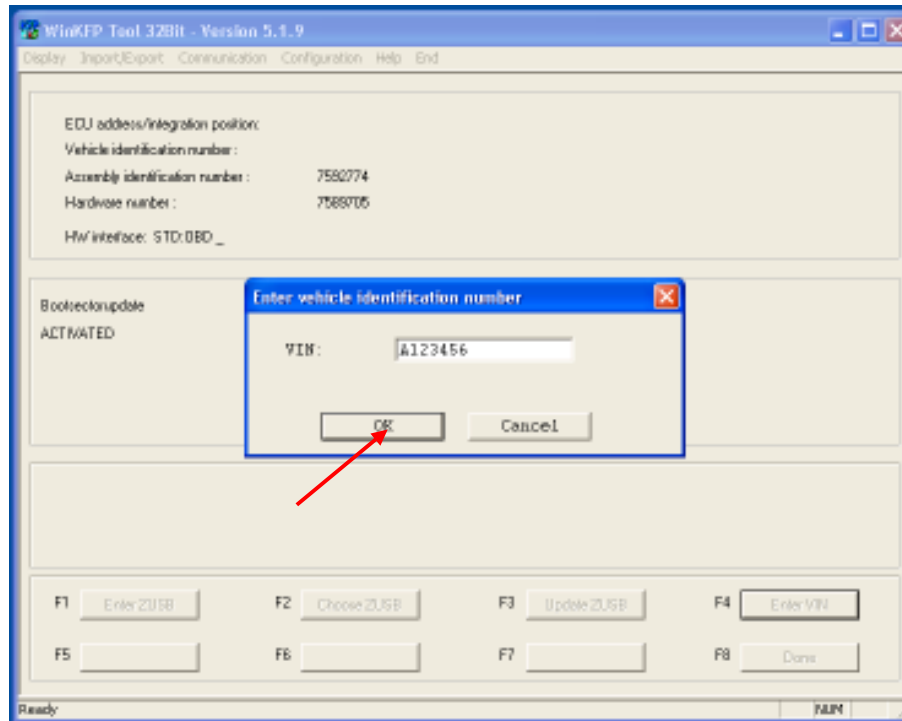 WinKFP Tool 32Bit - Version 5.1.9
Display Import/Export Communication Configuration Help End
ECU address/integration position:
Vehicle identification number :
Assembly identification number : 7592774
Hardware number : 7589705
HW interface: STD:OBD _
Bootsectorupdate
ACTIVATED
Enter vehicle identification number
VIN: A123456
OK Cancel
F1 Enter ZUSB F2 Choose ZUSB F3 Update ZUSB F4 Enter VIN
F5 F6 F7 F8 Done
Ready NUM